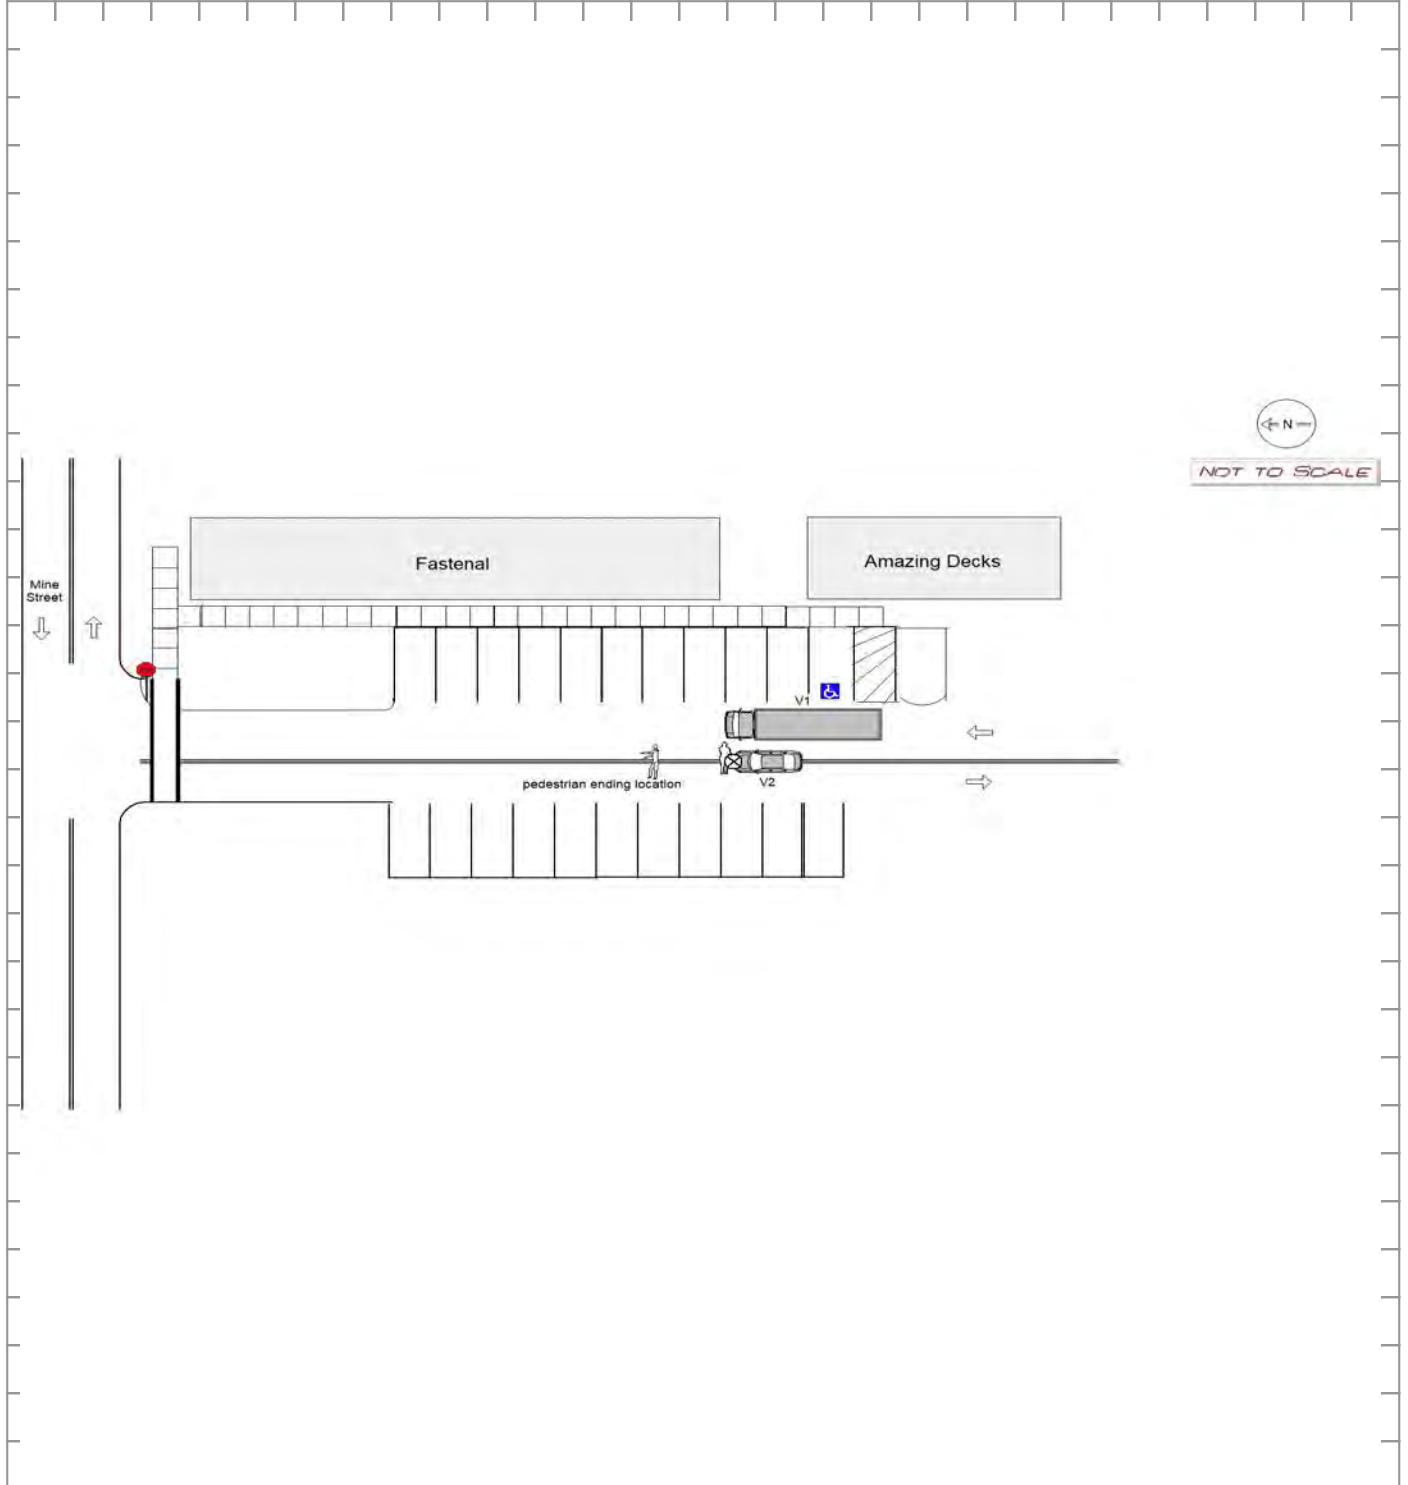 N
NOT TO SCALE
Fastenal
Amazing Decks
Mine
Street
V1
V2
pedestrian ending location